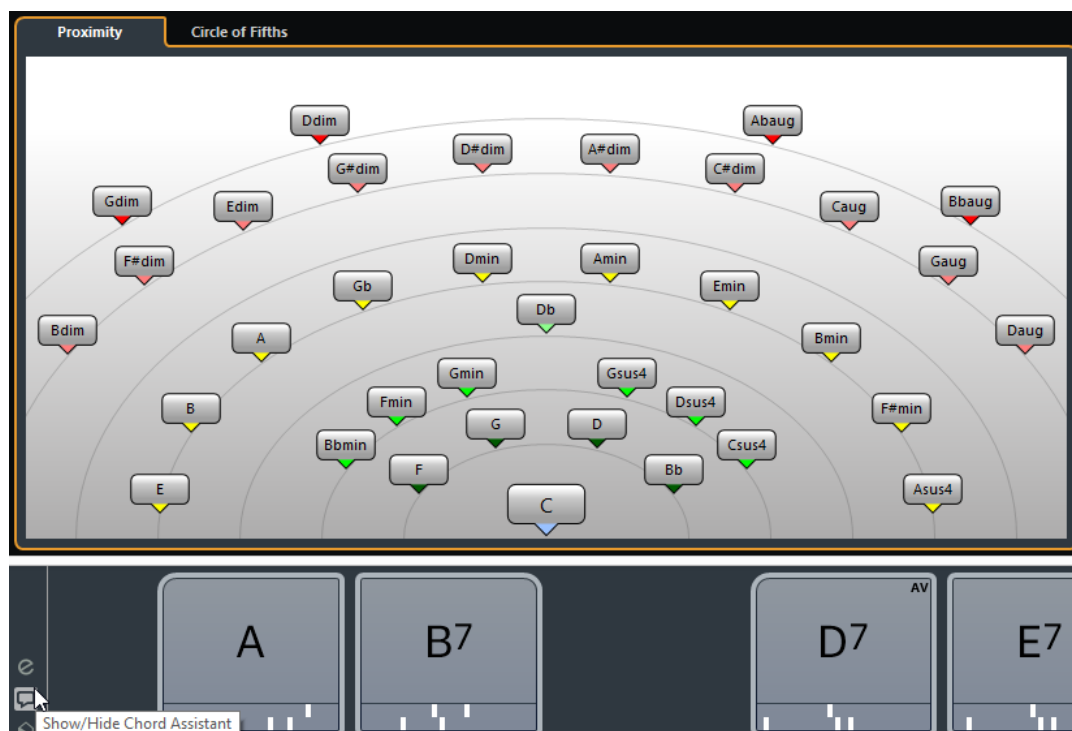 Proximity Circle of Fifths
Ddim Abaug
D#dim A#dim
G#dim C#dim
Gdim Edim Caug Bbaug
F#dim Gaug
Dmin Amin
Gb Emin
Db
Bdim A Bmin Daug
Gmin Gsus4
Fmin Dsus4
B F#min
G D
Bbmin Csus4
F Bb
E Asus4
C
AV
A B7 D7 E7
Show/Hide Chord Assistant